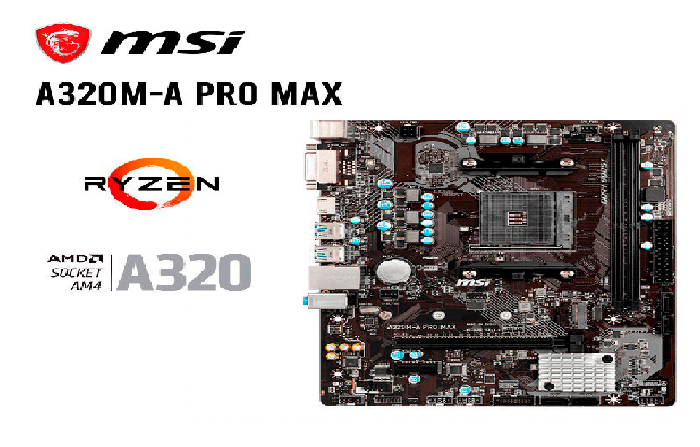 msi
A320M-A PRO MAX
RYZEN
AMD
SOCKET
AM4
A320
msi
A320M-A PRO MAX